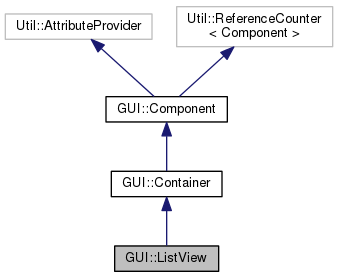 Util::AttributeProvider
Util::ReferenceCounter
< Component >
GUI::Component
GUI::Container
GUI::ListView